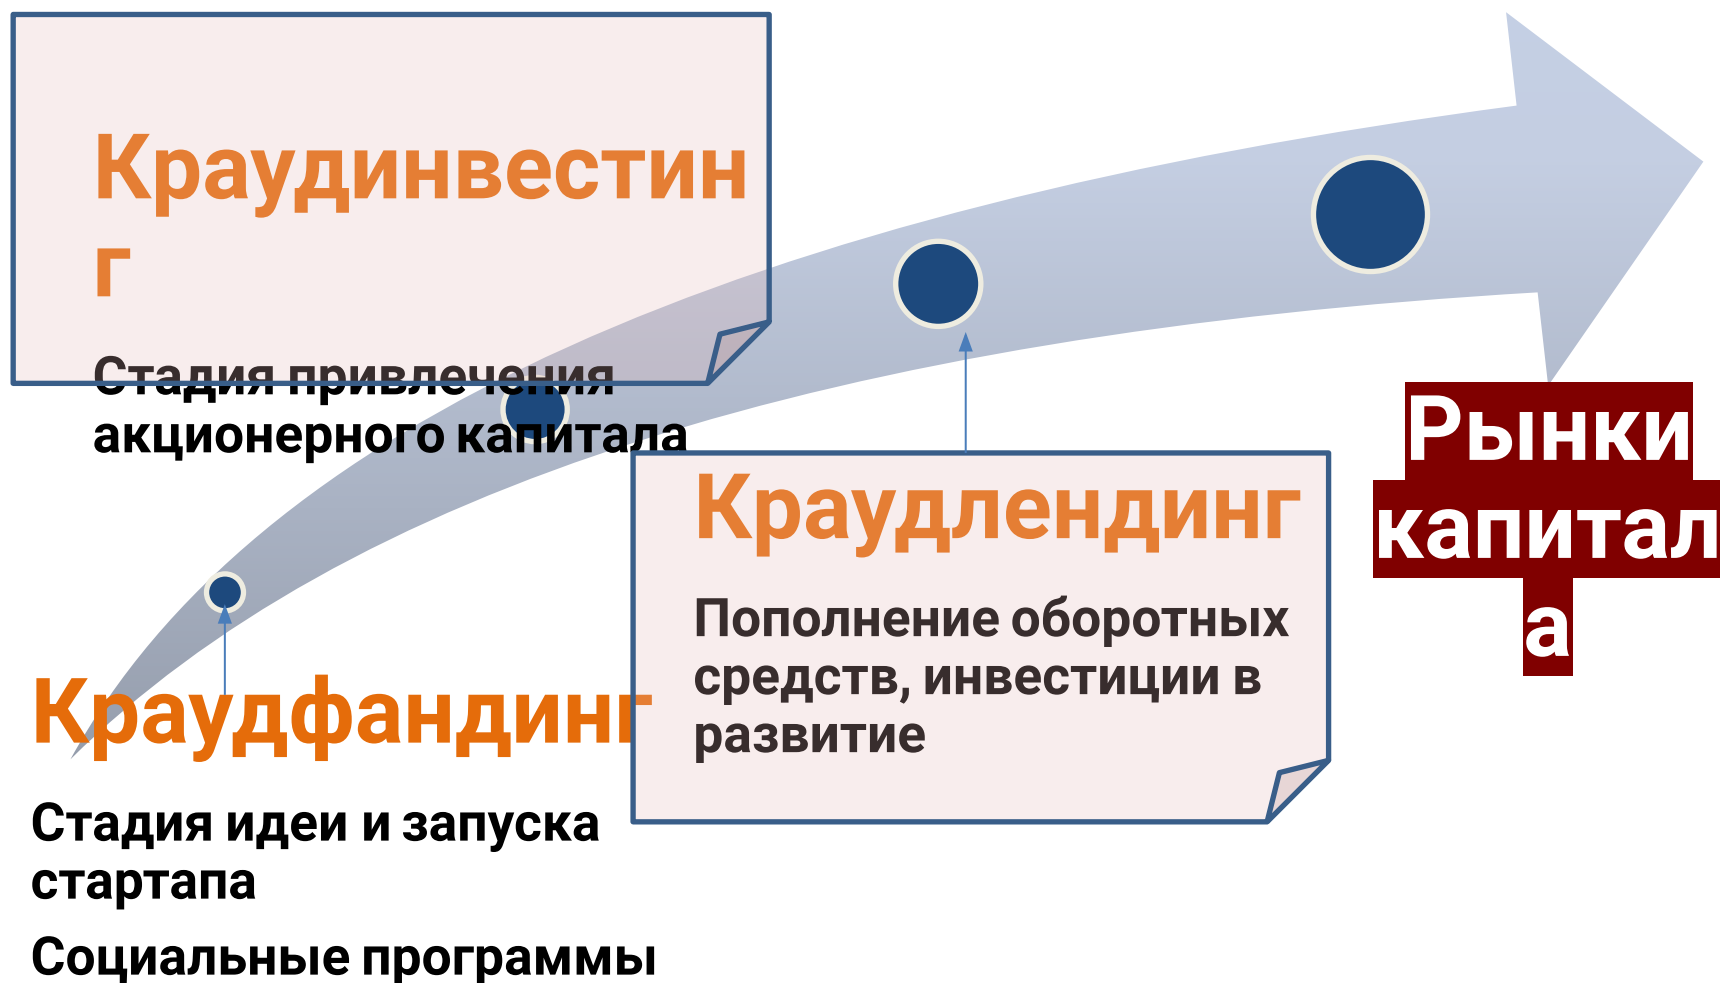 Краудинвестин
г
Стадия привлечения
акционерного капитала
Краудлендинг
Пополнение оборотных
средств, инвестиции в
развитие
Рынки
капитал
а
Краудфандинг
Стадия идеи и запуска
стартапа
Социальные программы